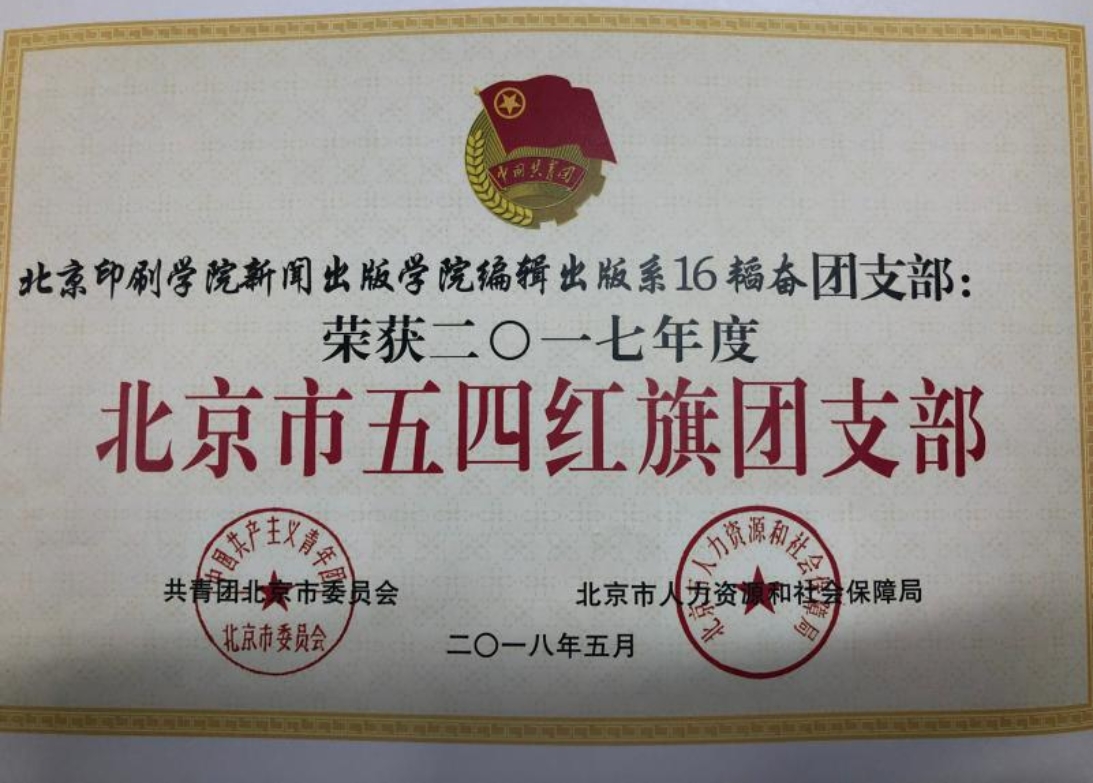 中国共青团
北京印刷学院新闻出版学院编辑出版系16韬奋团支部：
荣获二〇一七年度
北京市五四红旗团支部
中国共产主义青年团
北京市委员会
共青团北京市委员会
北京市人力资源和社会保障局
北京市人力资源和社会保障局
二〇一八年五月